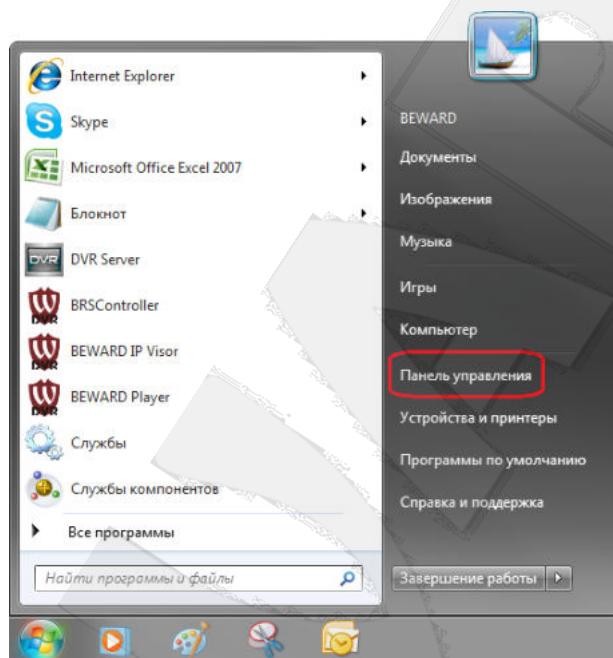 Internet Explorer
Skype
Microsoft Office Excel 2007
Блокнот
DVR Server
BRSController
BEWARD IP Visor
BEWARD Player
Службы
Службы компонентов
Все программы
Найти программы и файлы
BEWARD
Документы
Изображения
Музыка
Игры
Компьютер
Панель управления
Устройства и принтеры
Программы по умолчанию
Справка и поддержка
Завершение работы